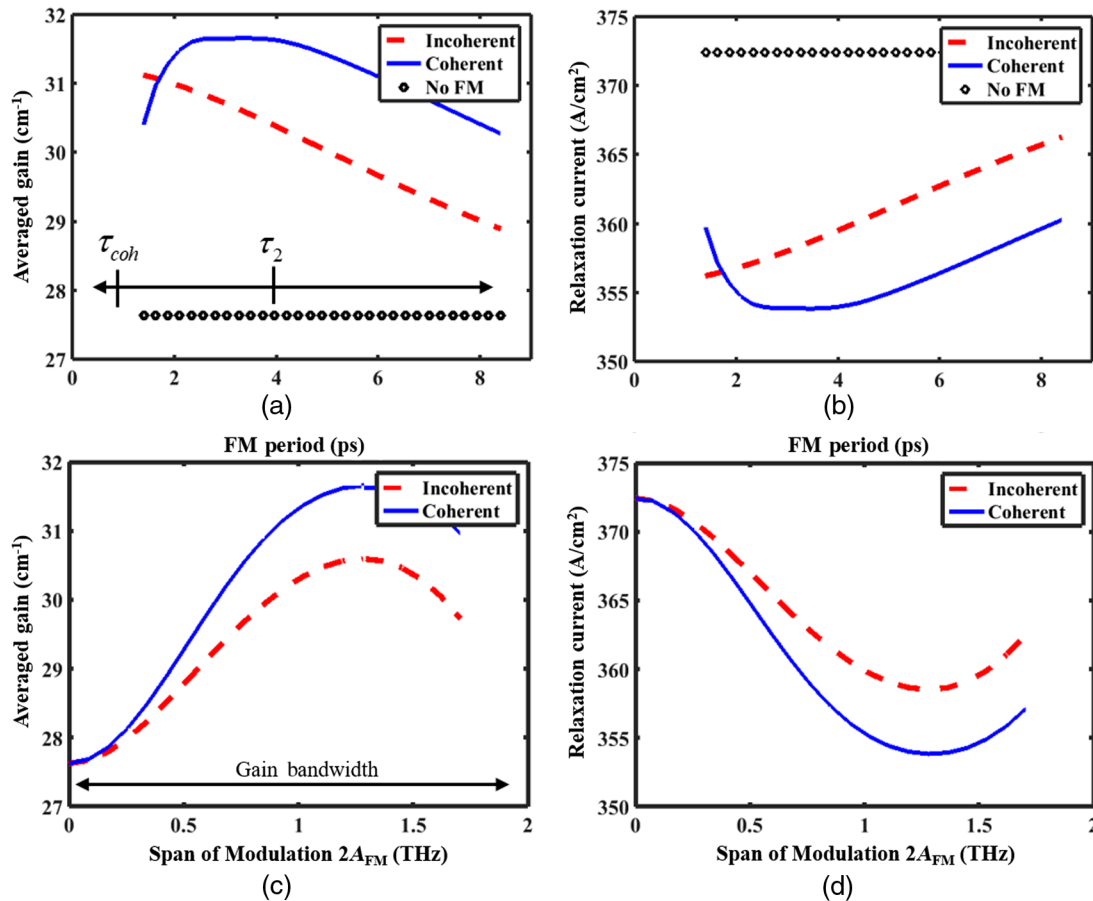 32
31
30
29
28
27
Averaged gain (cm-1)
Incoherent
Coherent
No FM
τcoh
τ2
0
2
4
6
8
(a)
FM period (ps)
375
370
365
360
355
350
Relaxation current (A/cm2)
Incoherent
Coherent
No FM
0
2
4
6
8
(b)
FM period (ps)
32
31
30
29
28
27
Averaged gain (cm-1)
Incoherent
Coherent
Gain bandwidth
0
0.5
1
1.5
2
Span of Modulation 2AFM (THz)
(c)
375
370
365
360
355
350
Relaxation current (A/cm2)
Incoherent
Coherent
0
0.5
1
1.5
2
Span of Modulation 2AFM (THz)
(d)